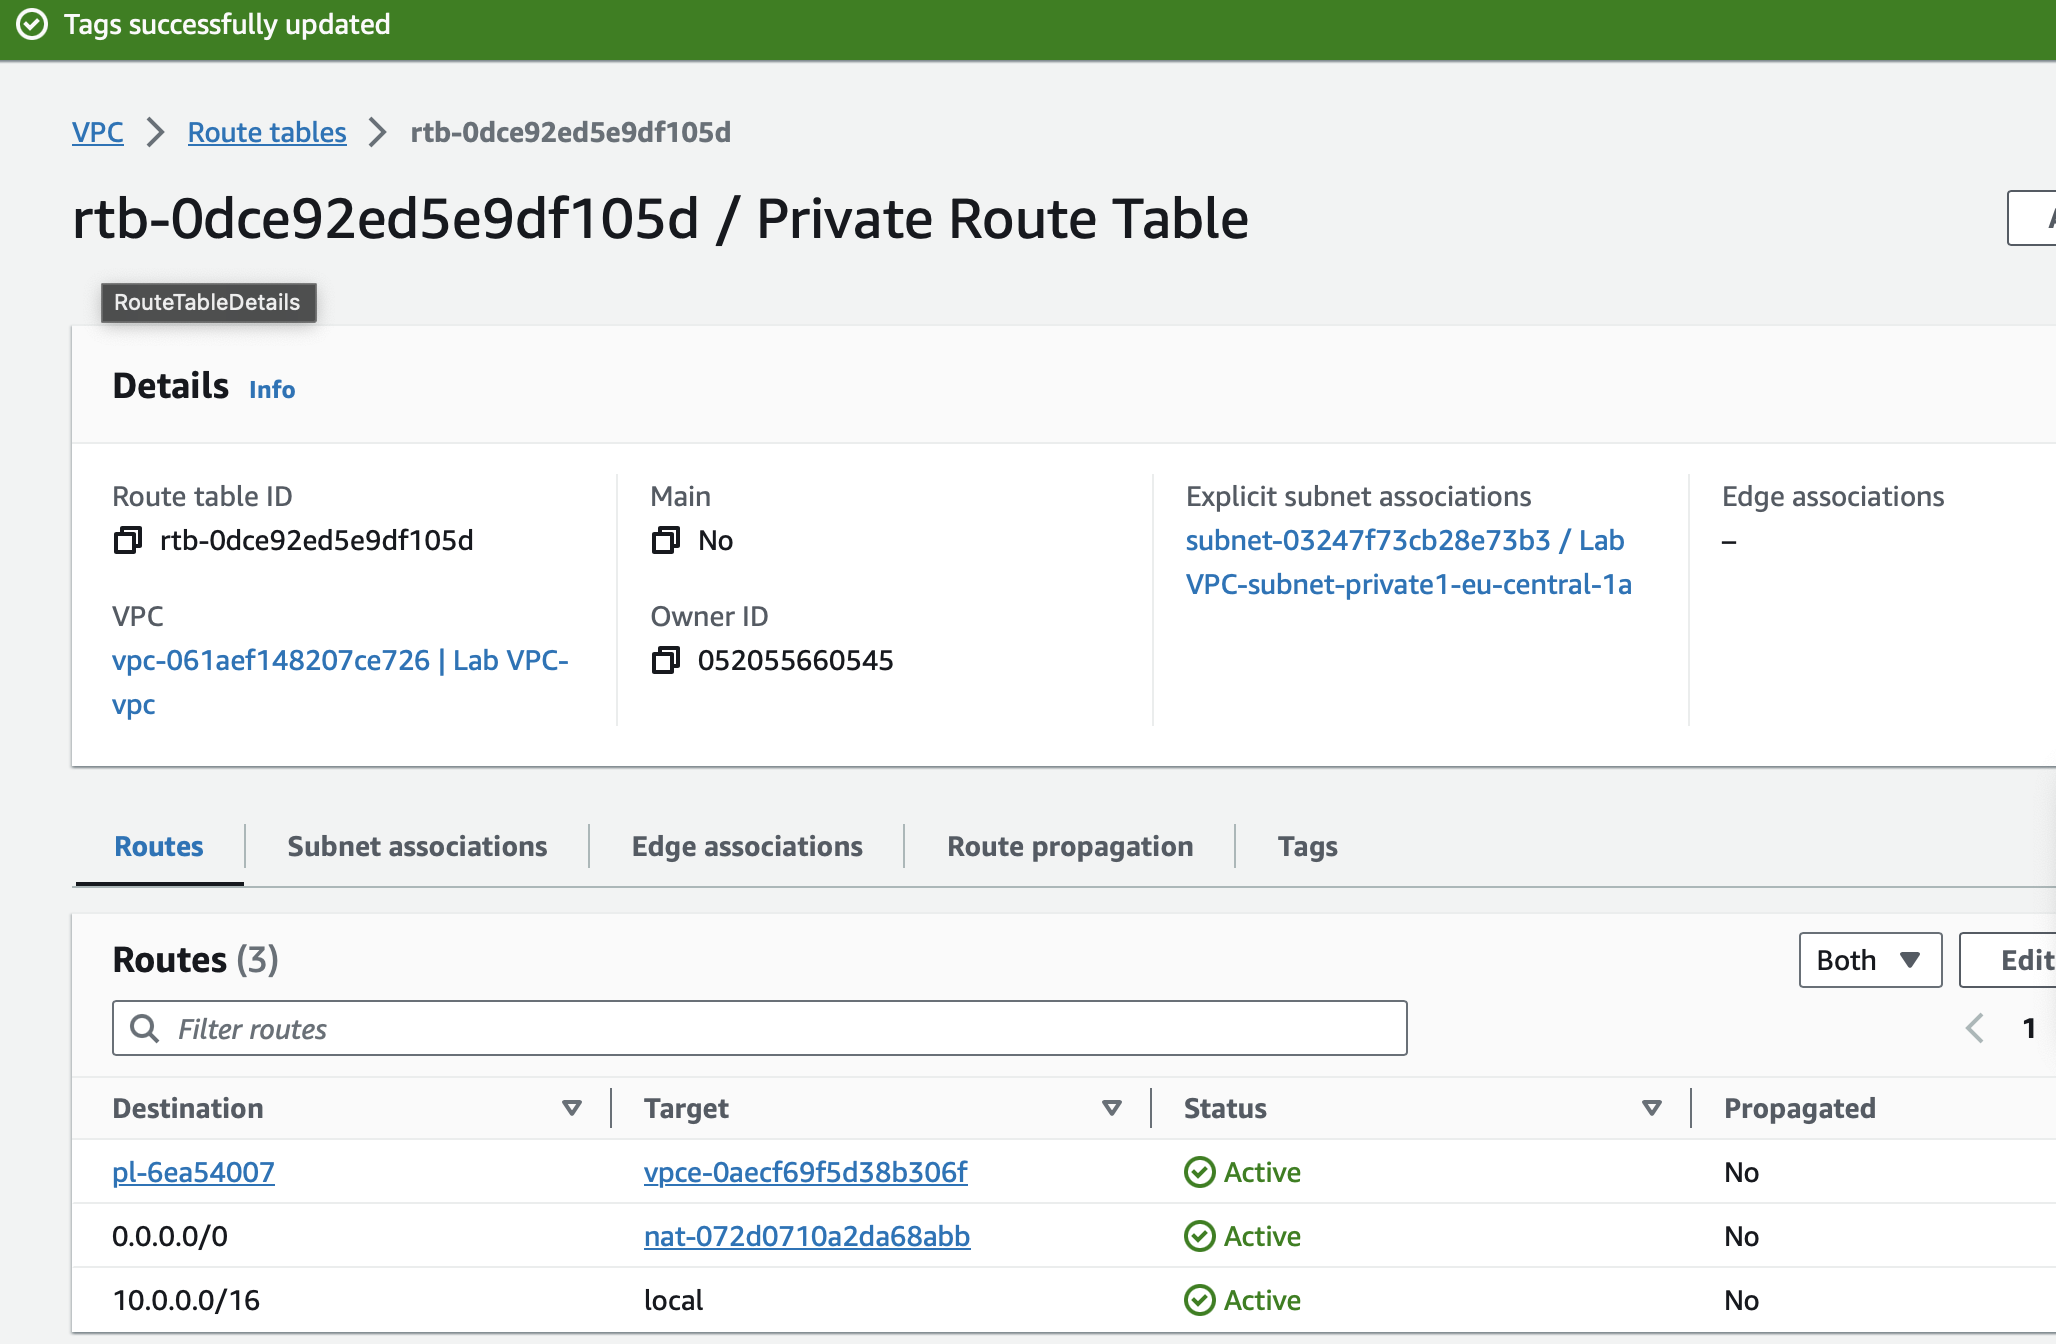 Tags successfully updated
VPC Route tables rtb-0dce92ed5e9df105d
rtb-0dce92ed5e9df105d / Private Route Table
RouteTableDetails
Details Info
Route table ID
rtb-0dce92ed5e9df105d
VPC
vpc-061aef148207ce726 | Lab VPC-
vpc
Main
No
Owner ID
052055660545
Explicit subnet associations
subnet-03247f73cb28e73b3 / Lab
VPC-subnet-private1-eu-central-1a
Edge associations
–
Routes Subnet associations Edge associations Route propagation Tags
Routes (3)
Both Edit
Filter routes
1
Destination Target Status Propagated
pl-6ea54007 vpce-0aecf69f5d38b306f Active No
0.0.0.0/0 nat-072d0710a2da68abb Active No
10.0.0.0/16 local Active No